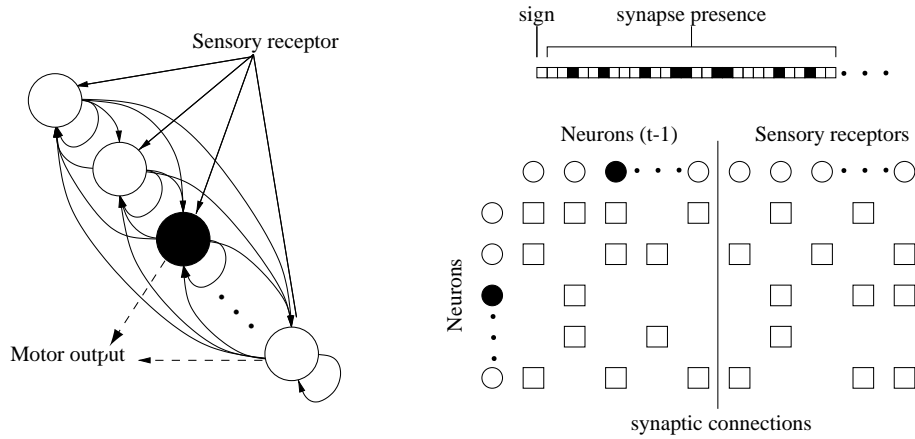 Sensory receptor
Motor output
sign synapse presence
Neurons (t-1) Sensory receptors
Neurons
synaptic connections